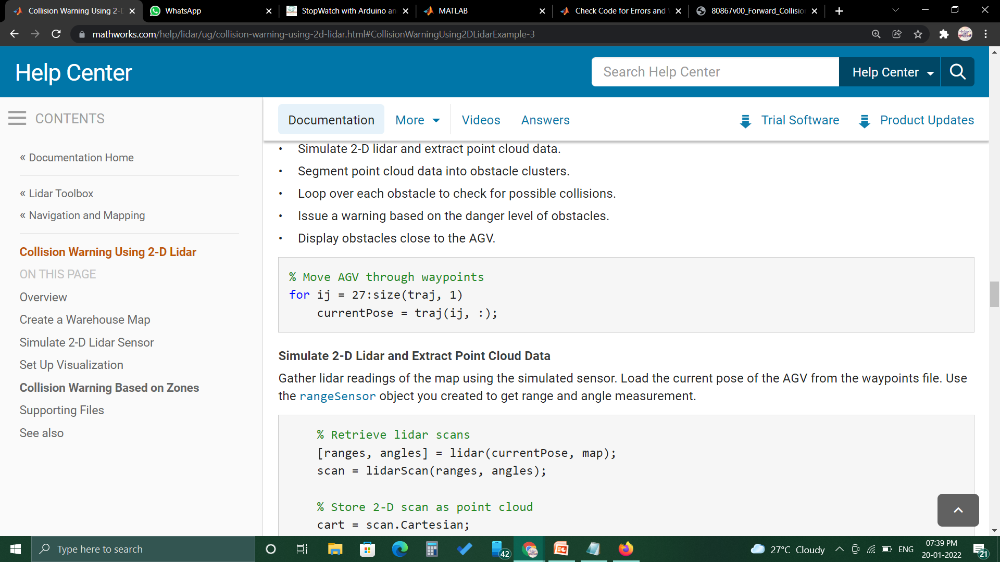 Collision Warning Using 2-D
WhatsApp
StopWatch with Arduino an
MATLAB
Check Code for Errors and
80867v00_Forward_Collisio
mathworks.com/help/lidar/ug/collision-warning-using-2d-lidar.html#CollisionWarningUsing2DLidarExample-3
Help Center
Search Help Center
Help Center
CONTENTS
Documentation
More
Videos
Answers
Trial Software
Product Updates
« Documentation Home
« Lidar Toolbox
« Navigation and Mapping
Collision Warning Using 2-D Lidar
ON THIS PAGE
Overview
Create a Warehouse Map
Simulate 2-D Lidar Sensor
Set Up Visualization
Collision Warning Based on Zones
Supporting Files
See also
• Simulate 2-D lidar and extract point cloud data.
• Segment point cloud data into obstacle clusters.
• Loop over each obstacle to check for possible collisions.
• Issue a warning based on the danger level of obstacles.
• Display obstacles close to the AGV.
% Move AGV through waypoints
for ij = 27:size(traj, 1)
currentPose = traj(ij, :);
Simulate 2-D Lidar and Extract Point Cloud Data
Gather lidar readings of the map using the simulated sensor. Load the current pose of the AGV from the waypoints file. Use
the rangeSensor object you created to get range and angle measurement.
% Retrieve lidar scans
[ranges, angles] = lidar(currentPose, map);
scan = lidarScan(ranges, angles);
% Store 2-D scan as point cloud
cart = scan.Cartesian;
Type here to search
42
27°C Cloudy
ENG
07:39 PM
20-01-2022
21